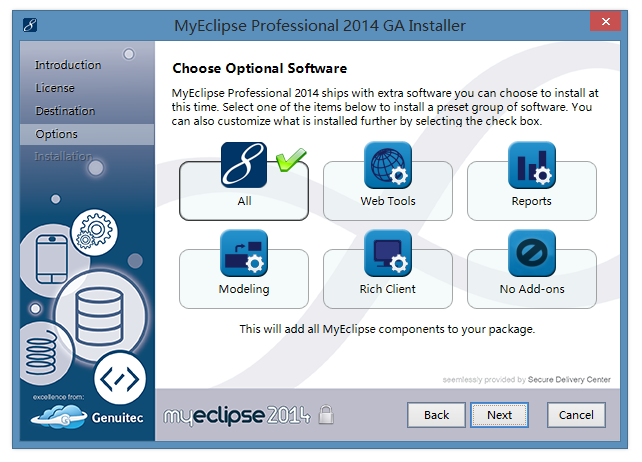 MyEclipse Professional 2014 GA Installer
Introduction
License
Destination
Options
Installation
Choose Optional Software
MyEclipse Professional 2014 ships with extra software you can choose to install at
this time. Select one of the items below to install a preset group of software. You
can also customize what is installed further by selecting the check box.
All
Web Tools
Reports
Modeling
Rich Client
No Add-ons
This will add all MyEclipse components to your package.
seemlessly provided by Secure Delivery Center
excellence from:
Genuitec
myeclipse2014
Back
Next
Cancel